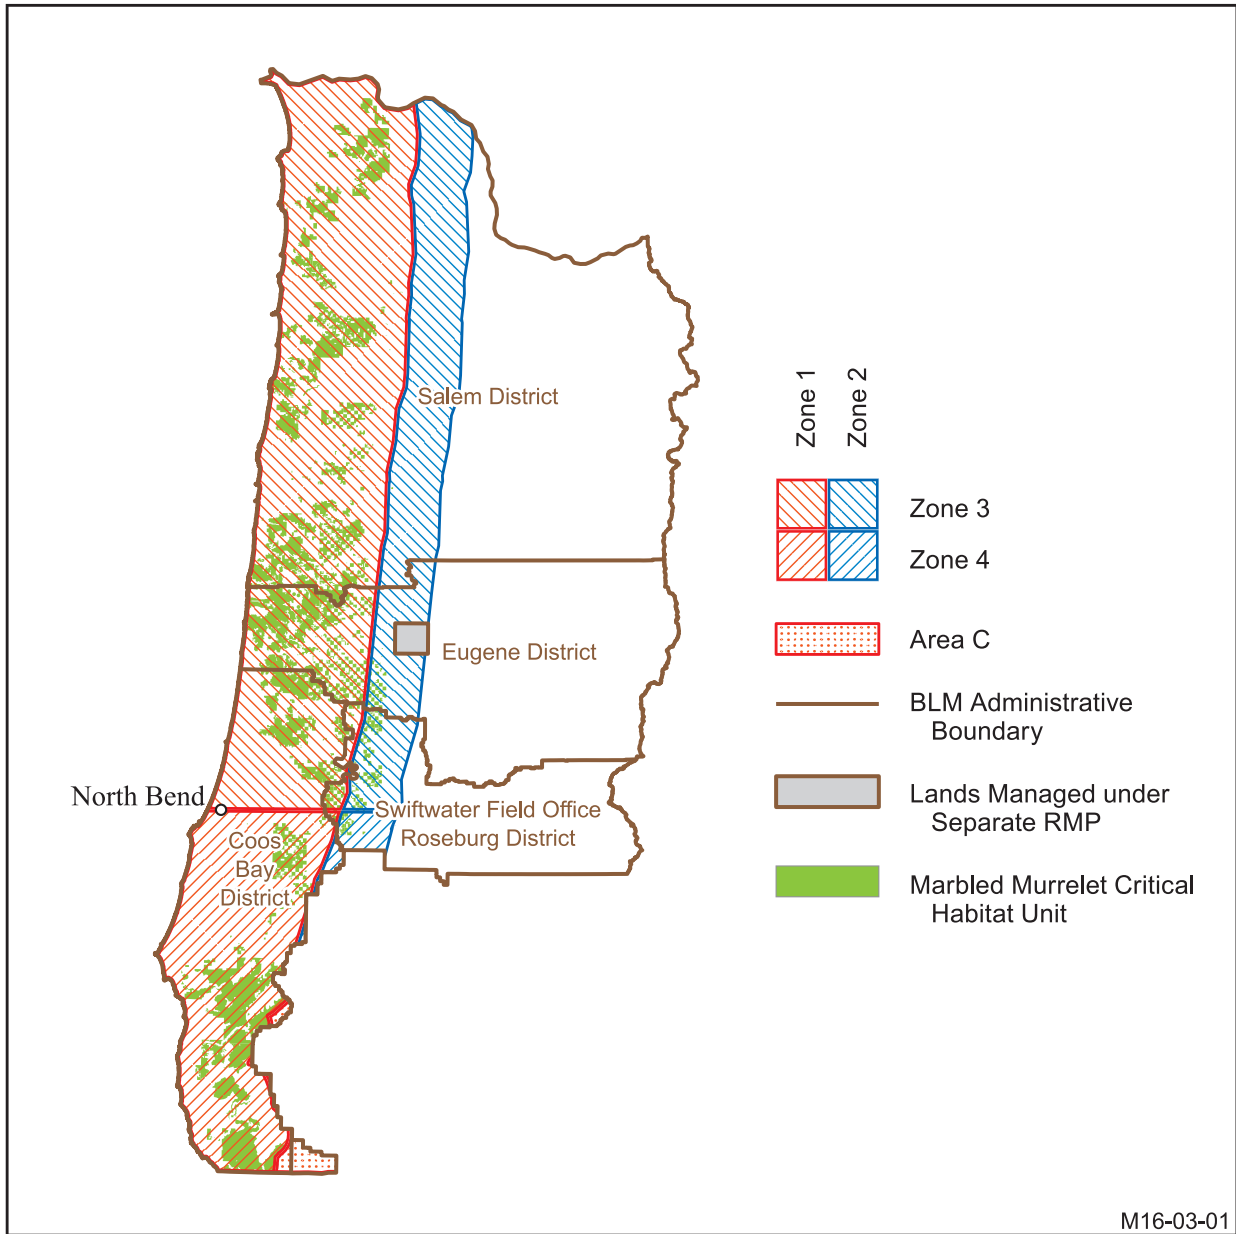 Salem District
Eugene District
North Bend
Swiftwater Field Office
Roseburg District
Coos
Bay
District
Zone 1
Zone 2
Zone 3
Zone 4
Area C
BLM Administrative
Boundary
Lands Managed under
Separate RMP
Marbled Murrelet Critical
Habitat Unit
M16-03-01